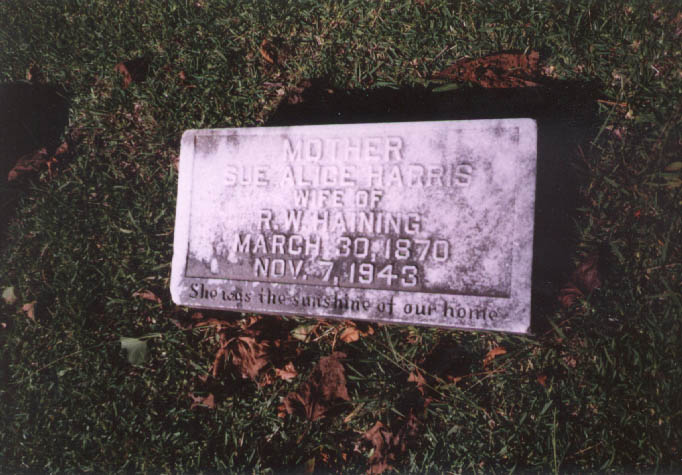 MOTHER
SUE ALICE HARRIS
WIFE OF
R. W. HAINING
MARCH 30, 1870
NOV. 7, 1943
She was the sunshine of our home